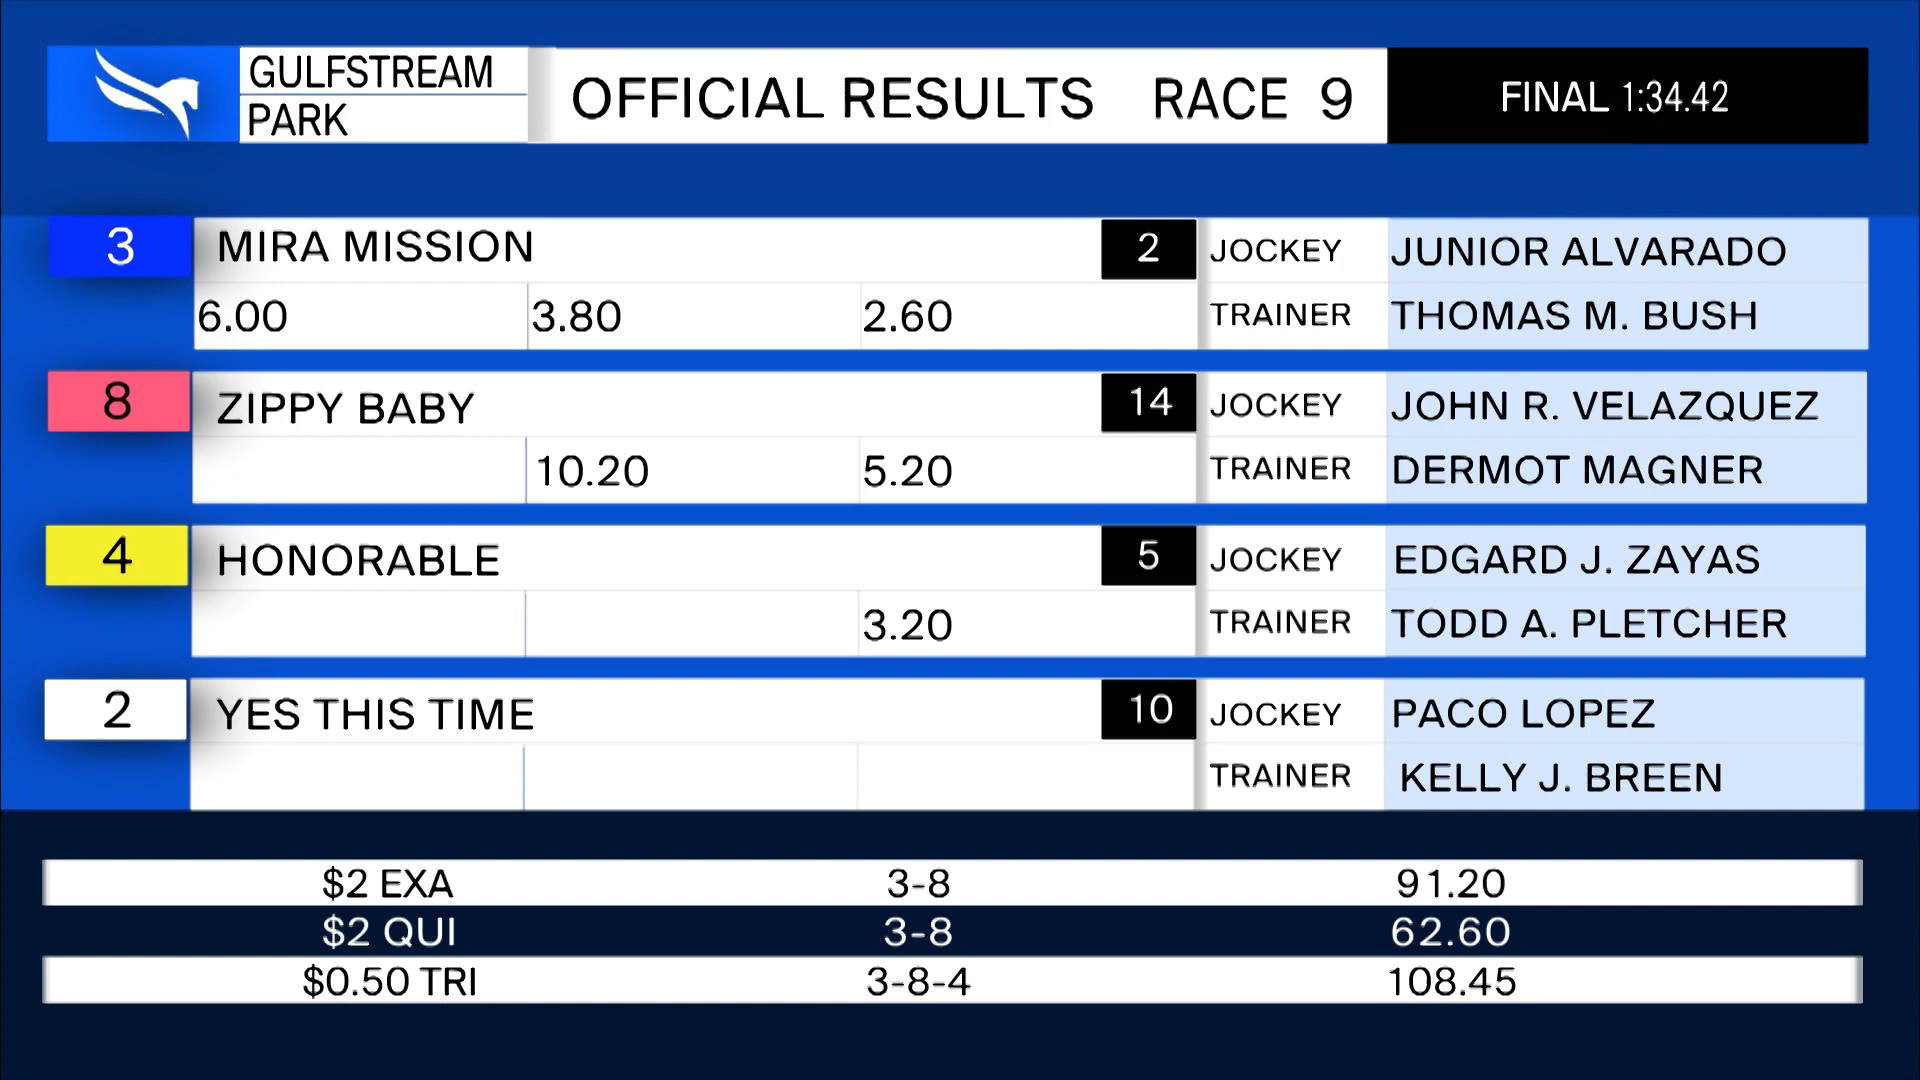 GULFSTREAM
PARK
OFFICIAL RESULTS RACE 9
FINAL 1:34.42
3 MIRA MISSION 2 JOCKEY JUNIOR ALVARADO
6.00 3.80 2.60 TRAINER THOMAS M. BUSH
8 ZIPPY BABY 14 JOCKEY JOHN R. VELAZQUEZ
10.20 5.20 TRAINER DERMOT MAGNER
4 HONORABLE 5 JOCKEY EDGARD J. ZAYAS
3.20 TRAINER TODD A. PLETCHER
2 YES THIS TIME 10 JOCKEY PACO LOPEZ
TRAINER KELLY J. BREEN
$2 EXA 3-8 91.20
$2 QUI 3-8 62.60
$0.50 TRI 3-8-4 108.45